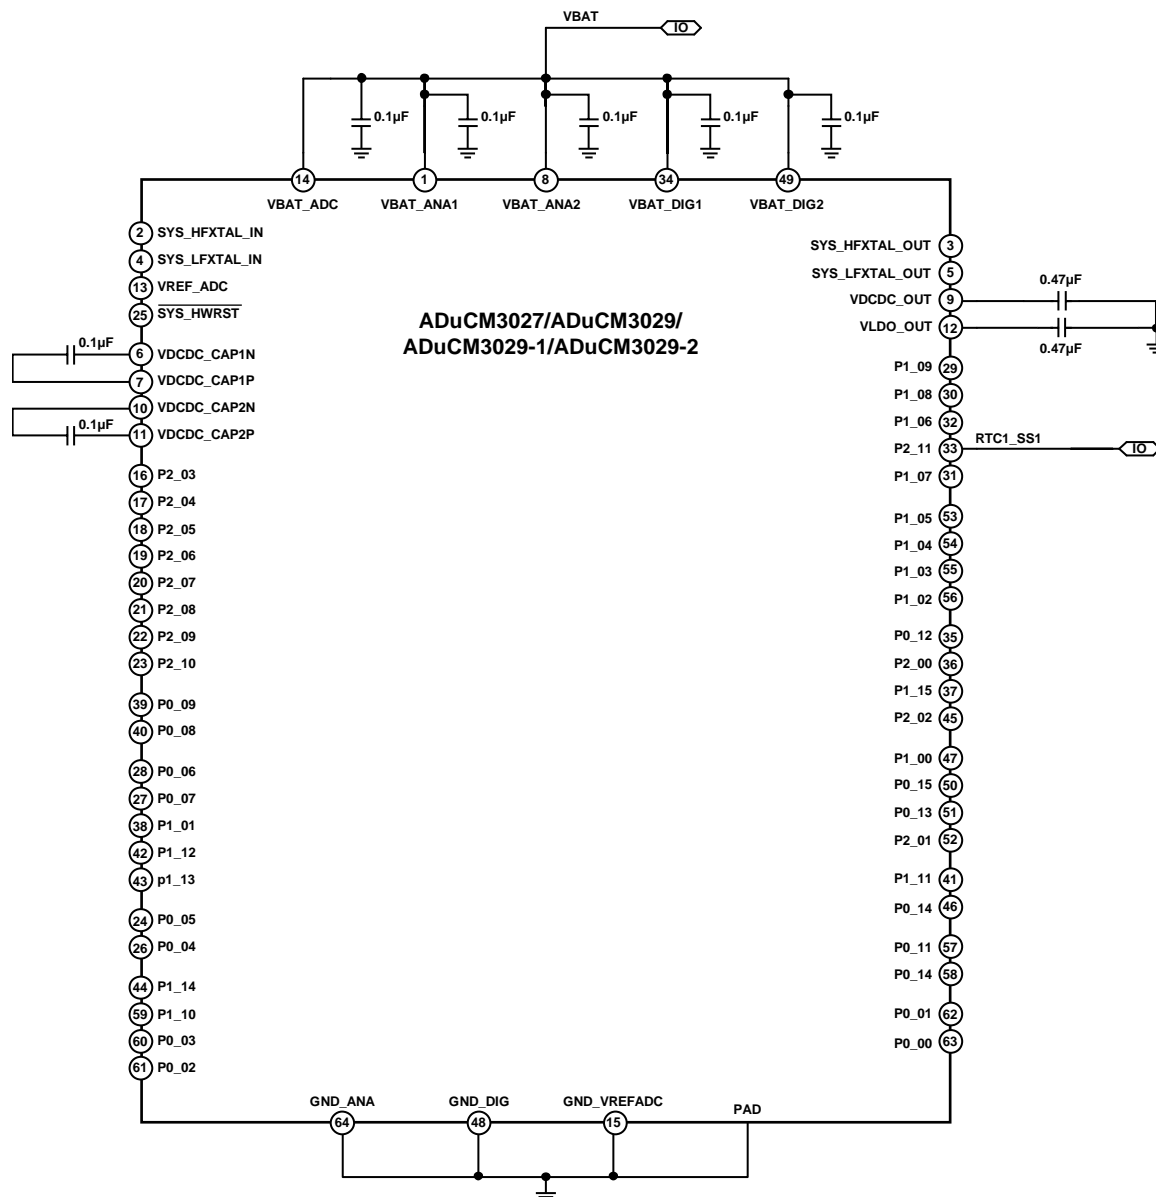 VBAT
IO
0.1µF 0.1µF 0.1µF 0.1µF 0.1µF
14 1 8 34 49
VBAT_ADC VBAT_ANA1 VBAT_ANA2 VBAT_DIG1 VBAT_DIG2
2 SYS_HFXTAL_IN
4 SYS_LFXTAL_IN
13 VREF_ADC
25 SYS_HWRST
0.1µF
6 VDCDC_CAP1N
7 VDCDC_CAP1P
10 VDCDC_CAP2N
0.1µF
11 VDCDC_CAP2P
16 P2_03
17 P2_04
18 P2_05
19 P2_06
20 P2_07
21 P2_08
22 P2_09
23 P2_10
39 P0_09
40 P0_08
28 P0_06
27 P0_07
38 P1_01
42 P1_12
43 p1_13
24 P0_05
26 P0_04
44 P1_14
59 P1_10
60 P0_03
61 P0_02
ADuCM3027/ADuCM3029/
ADuCM3029-1/ADuCM3029-2
SYS_HFXTAL_OUT 3
SYS_LFXTAL_OUT 5
0.47µF
VDCDC_OUT 9
VLDO_OUT 12
0.47µF
P1_09 29
P1_08 30
P1_06 32
P2_11 33 RTC1_SS1 IO
P1_07 31
P1_05 53
P1_04 54
P1_03 55
P1_02 56
P0_12 35
P2_00 36
P1_15 37
P2_02 45
P1_00 47
P0_15 50
P0_13 51
P2_01 52
P1_11 41
P0_14 46
P0_11 57
P0_14 58
P0_01 62
P0_00 63
GND_ANA GND_DIG GND_VREFADC PAD
64 48 15